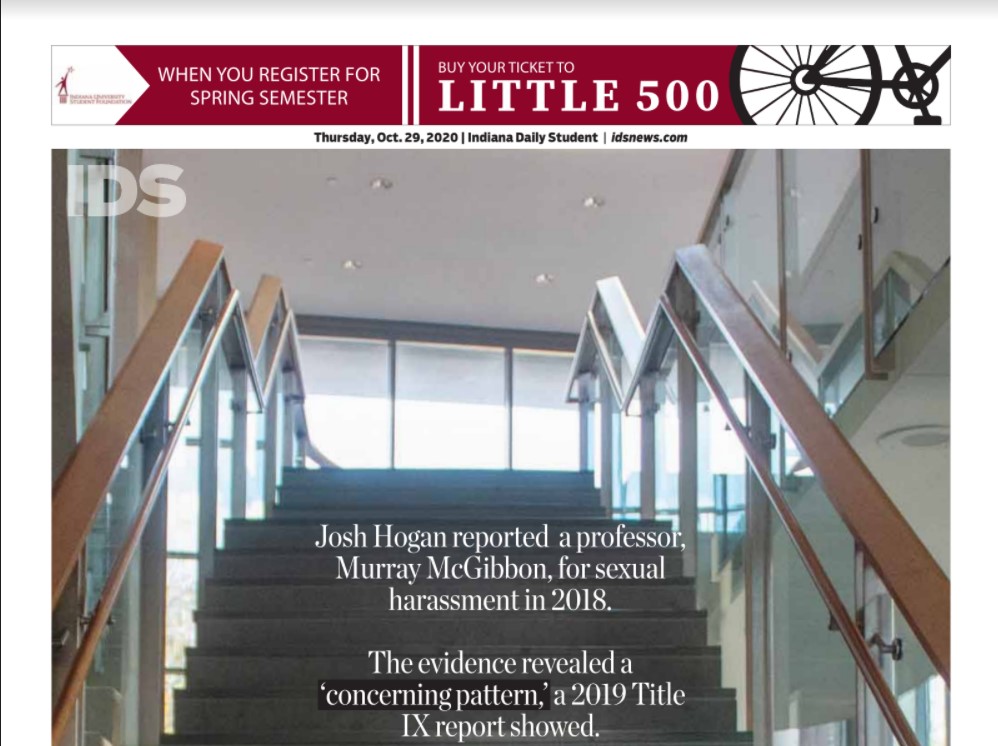 INDIANA UNIVERSITY
STUDENT FOUNDATION
WHEN YOU REGISTER FOR
SPRING SEMESTER
BUY YOUR TICKET TO
LITTLE 500
Thursday, Oct. 29, 2020 | Indiana Daily Student | idsnews.com
IDS
Josh Hogan reported a professor,
Murray McGibbon, for sexual
harassment in 2018.
The evidence revealed a
‘concerning pattern,’ a 2019 Title
IX report showed.